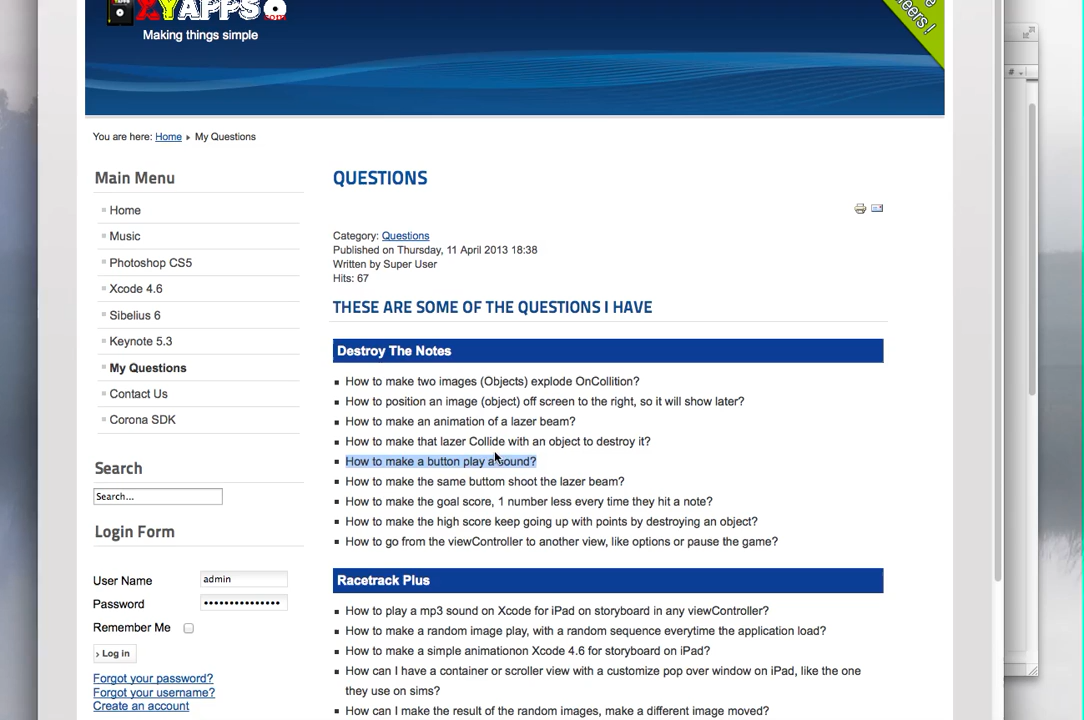 XYAPPS
.com
Making things simple
eers!
You are here: Home My Questions
Main Menu
Home
Music
Photoshop CS5
Xcode 4.6
Sibelius 6
Keynote 5.3
My Questions
Contact Us
Corona SDK
Search
Search...
Login Form
User Name admin
Password ••••••••••••••••
Remember Me
› Log in
Forgot your password?
Forgot your username?
Create an account
QUESTIONS
Category: Questions
Published on Thursday, 11 April 2013 18:38
Written by Super User
Hits: 67
THESE ARE SOME OF THE QUESTIONS I HAVE
Destroy The Notes
How to make two images (Objects) explode OnCollition?
How to position an image (object) off screen to the right, so it will show later?
How to make an animation of a lazer beam?
How to make that lazer Collide with an object to destroy it?
How to make a button play a sound?
How to make the same buttom shoot the lazer beam?
How to make the goal score, 1 number less every time they hit a note?
How to make the high score keep going up with points by destroying an object?
How to go from the viewController to another view, like options or pause the game?
Racetrack Plus
How to play a mp3 sound on Xcode for iPad on storyboard in any viewController?
How to make a random image play, with a random sequence everytime the application load?
How to make a simple animationon Xcode 4.6 for storyboard on iPad?
How can I have a container or scroller view with a customize pop over window on iPad, like the one
they use on sims?
How can I make the result of the random images, make a different image moved?
#